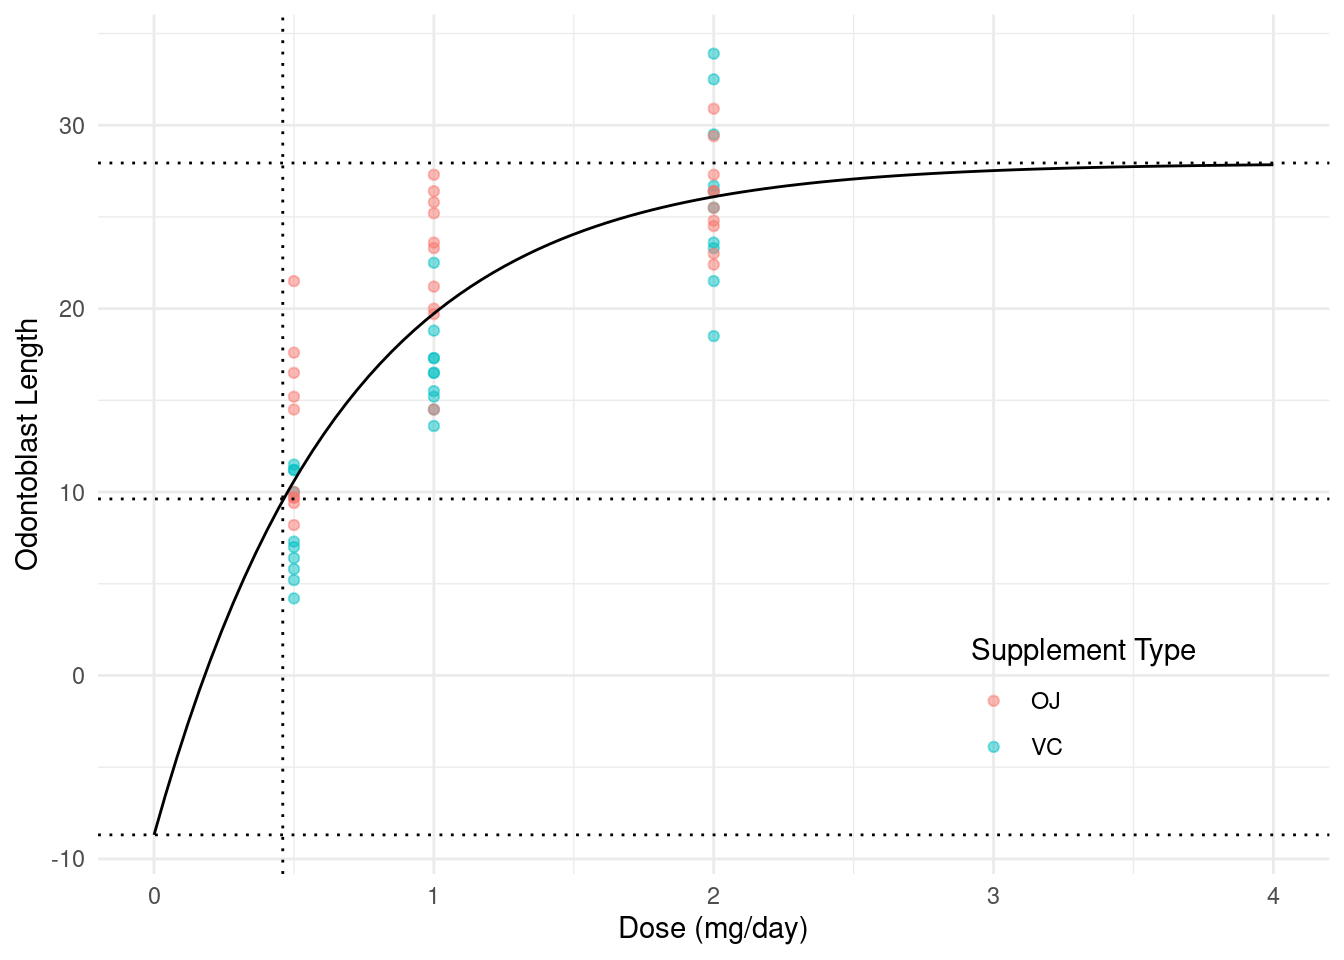 30
20
10
0
-10
Odontoblast Length
Supplement Type
OJ
VC
0 1 2 3 4
Dose (mg/day)